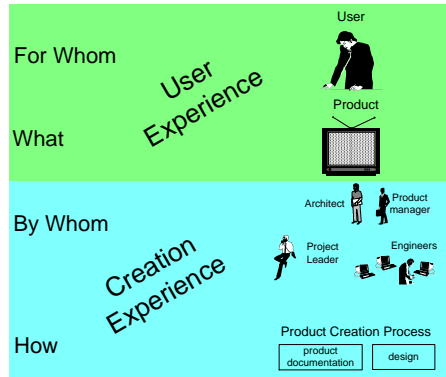 User
For Whom
User
Experience
Product
What
Architect
Product
manager
By Whom
Project
Leader
Engineers
Creation
Experience
Product Creation Process
How
product
documentation
design